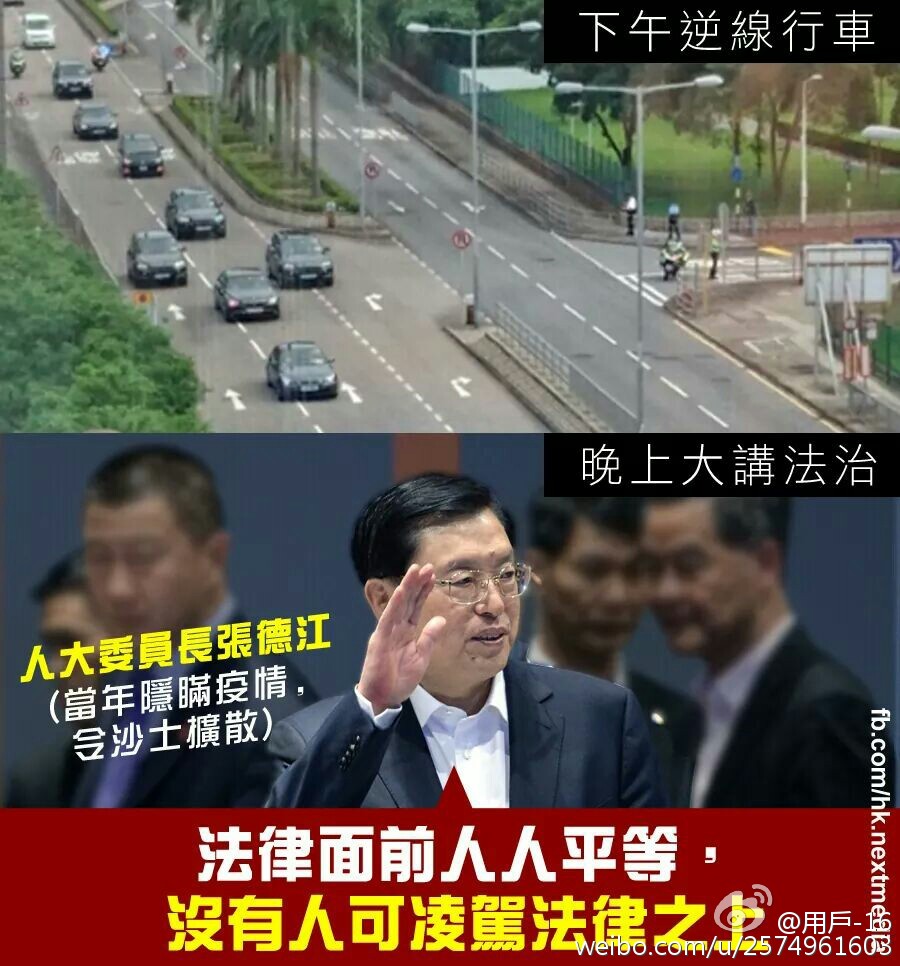 下午逆線行車
晚上大講法治
人大委員長張德江
(當年隱瞞疫情，
令沙士擴散)
fb.com/hk.nextmedia
法律面前人人平等，
沒有人可凌駕法律之上
@用戶-18
weibo.com/u/2574961603